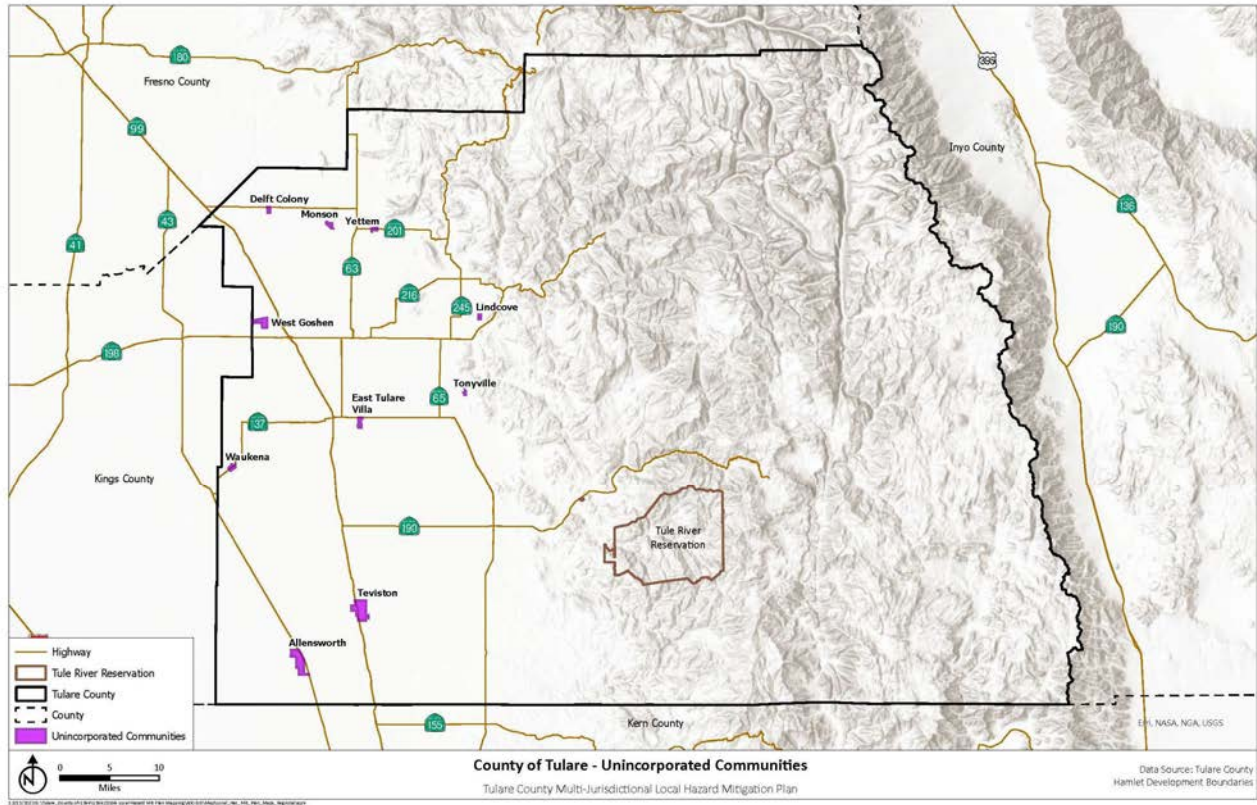 180
Fresno County
395
99
Inyo County
Delft Colony
136
Monson
43
Yettem
201
41
63
216
245
Lindcove
West Goshen
190
198
Tonyville
65
East Tulare
Villa
137
Waukena
Kings County
190
Tule River
Reservation
Teviston
Allensworth
Highway
Tule River Reservation
Tulare County
County
Unincorporated Communities
155
Kern County
Esri, NASA, NGA, USGS
N
0 5 10
Miles
County of Tulare - Unincorporated Communities
Tulare County Multi-Jurisdictional Local Hazard Mitigation Plan
Data Source: Tulare County
Hamlet Development Boundaries